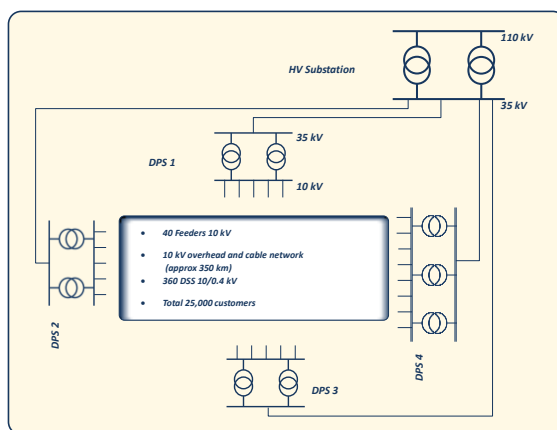 110 kV
HV Substation
35 kV
35 kV
DPS 1
10 kV
• 40 Feeders 10 kV
• 10 kV overhead and cable network
(approx 350 km)
• 360 DSS 10/0.4 kV
• Total 25,000 customers
DPS 2
DPS 4
DPS 3